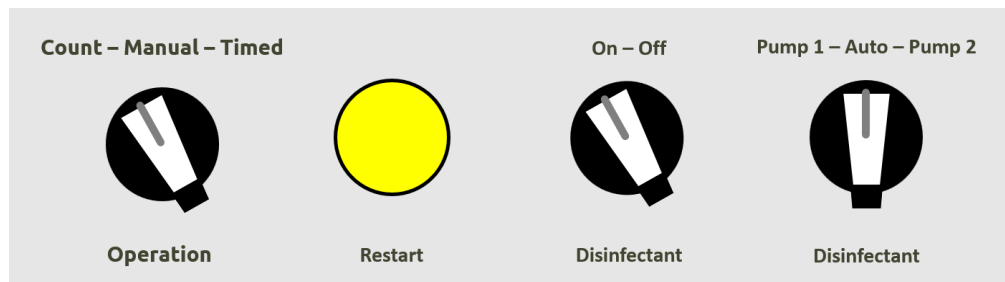 Count – Manual – Timed
On – Off
Pump 1 – Auto – Pump 2
Operation
Restart
Disinfectant
Disinfectant